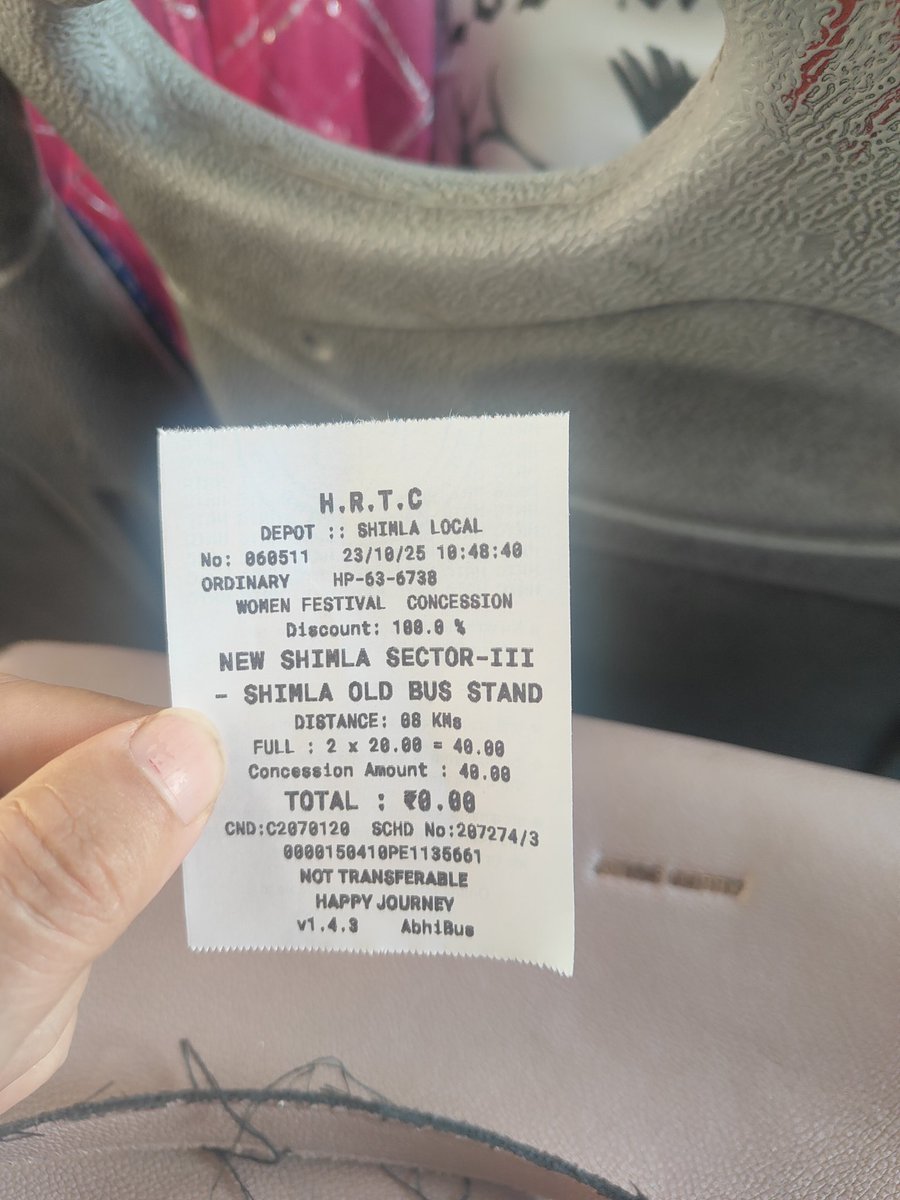 H.R.T.C
DEPOT :: SHIMLA LOCAL
No: 060511 23/10/25 10:48:40
ORDINARY HP-63-6738
WOMEN FESTIVAL CONCESSION
Discount: 100.0 %
NEW SHIMLA SECTOR-III
- SHIMLA OLD BUS STAND
DISTANCE: 08 KMs
FULL : 2 x 20.00 = 40.00
Concession Amount : 40.00
TOTAL : ₹0.00
CND:C2070120 SCHD No:207274/3
0000150410PE1135661
NOT TRANSFERABLE
HAPPY JOURNEY
v1.4.3 AbhiBus